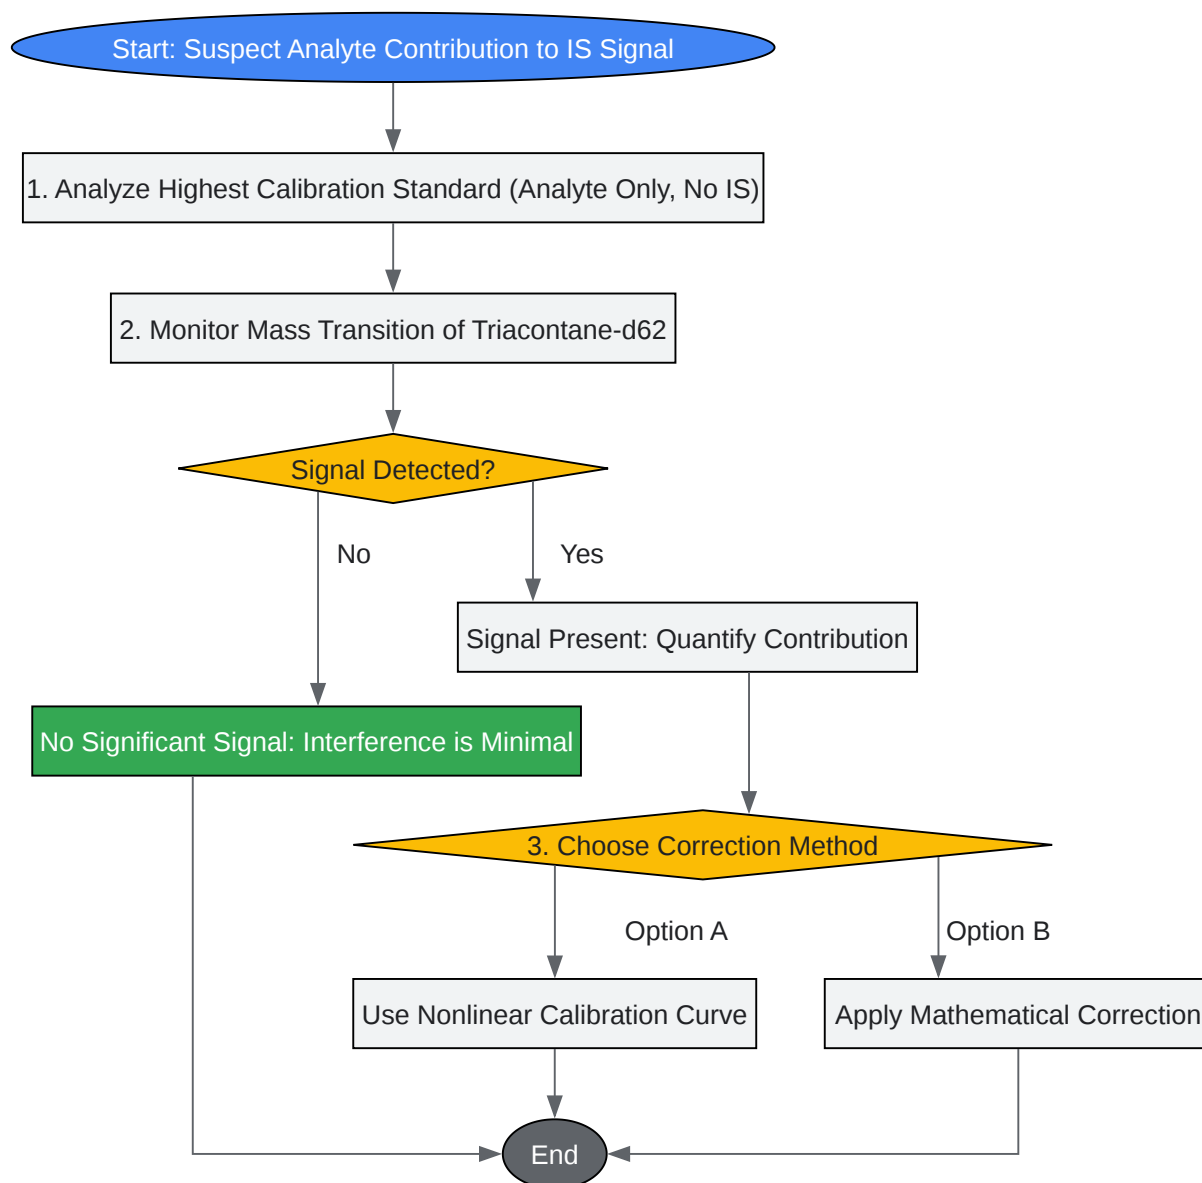 Start: Suspect Analyte Contribution to IS Signal
1. Analyze Highest Calibration Standard (Analyte Only, No IS)
2. Monitor Mass Transition of Triacontane-d62
Signal Detected?
No
Yes
Signal Present: Quantify Contribution
No Significant Signal: Interference is Minimal
3. Choose Correction Method
Option A
Option B
Use Nonlinear Calibration Curve
Apply Mathematical Correction
End